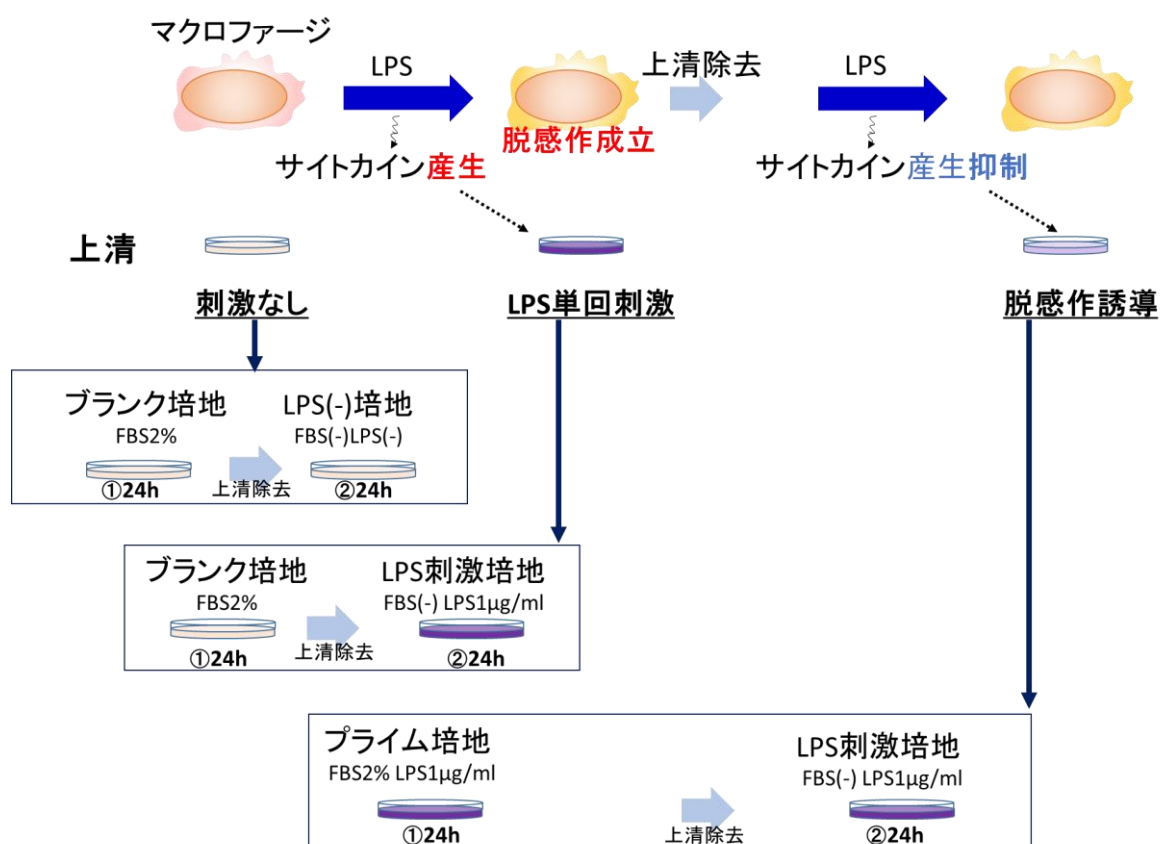 マクロファージ
LPS
上清除去
LPS
脱感作成立
サイトカイン産生
サイトカイン産生抑制
上清
刺激なし
LPS単回刺激
脱感作誘導
ブランク培地
LPS(-)培地
FBS2%
FBS(-)LPS(-)
①24h
上清除去
②24h
ブランク培地
LPS刺激培地
FBS2%
FBS(-) LPS1μg/ml
①24h
上清除去
②24h
プライム培地
LPS刺激培地
FBS2% LPS1μg/ml
FBS(-) LPS1μg/ml
①24h
上清除去
②24h